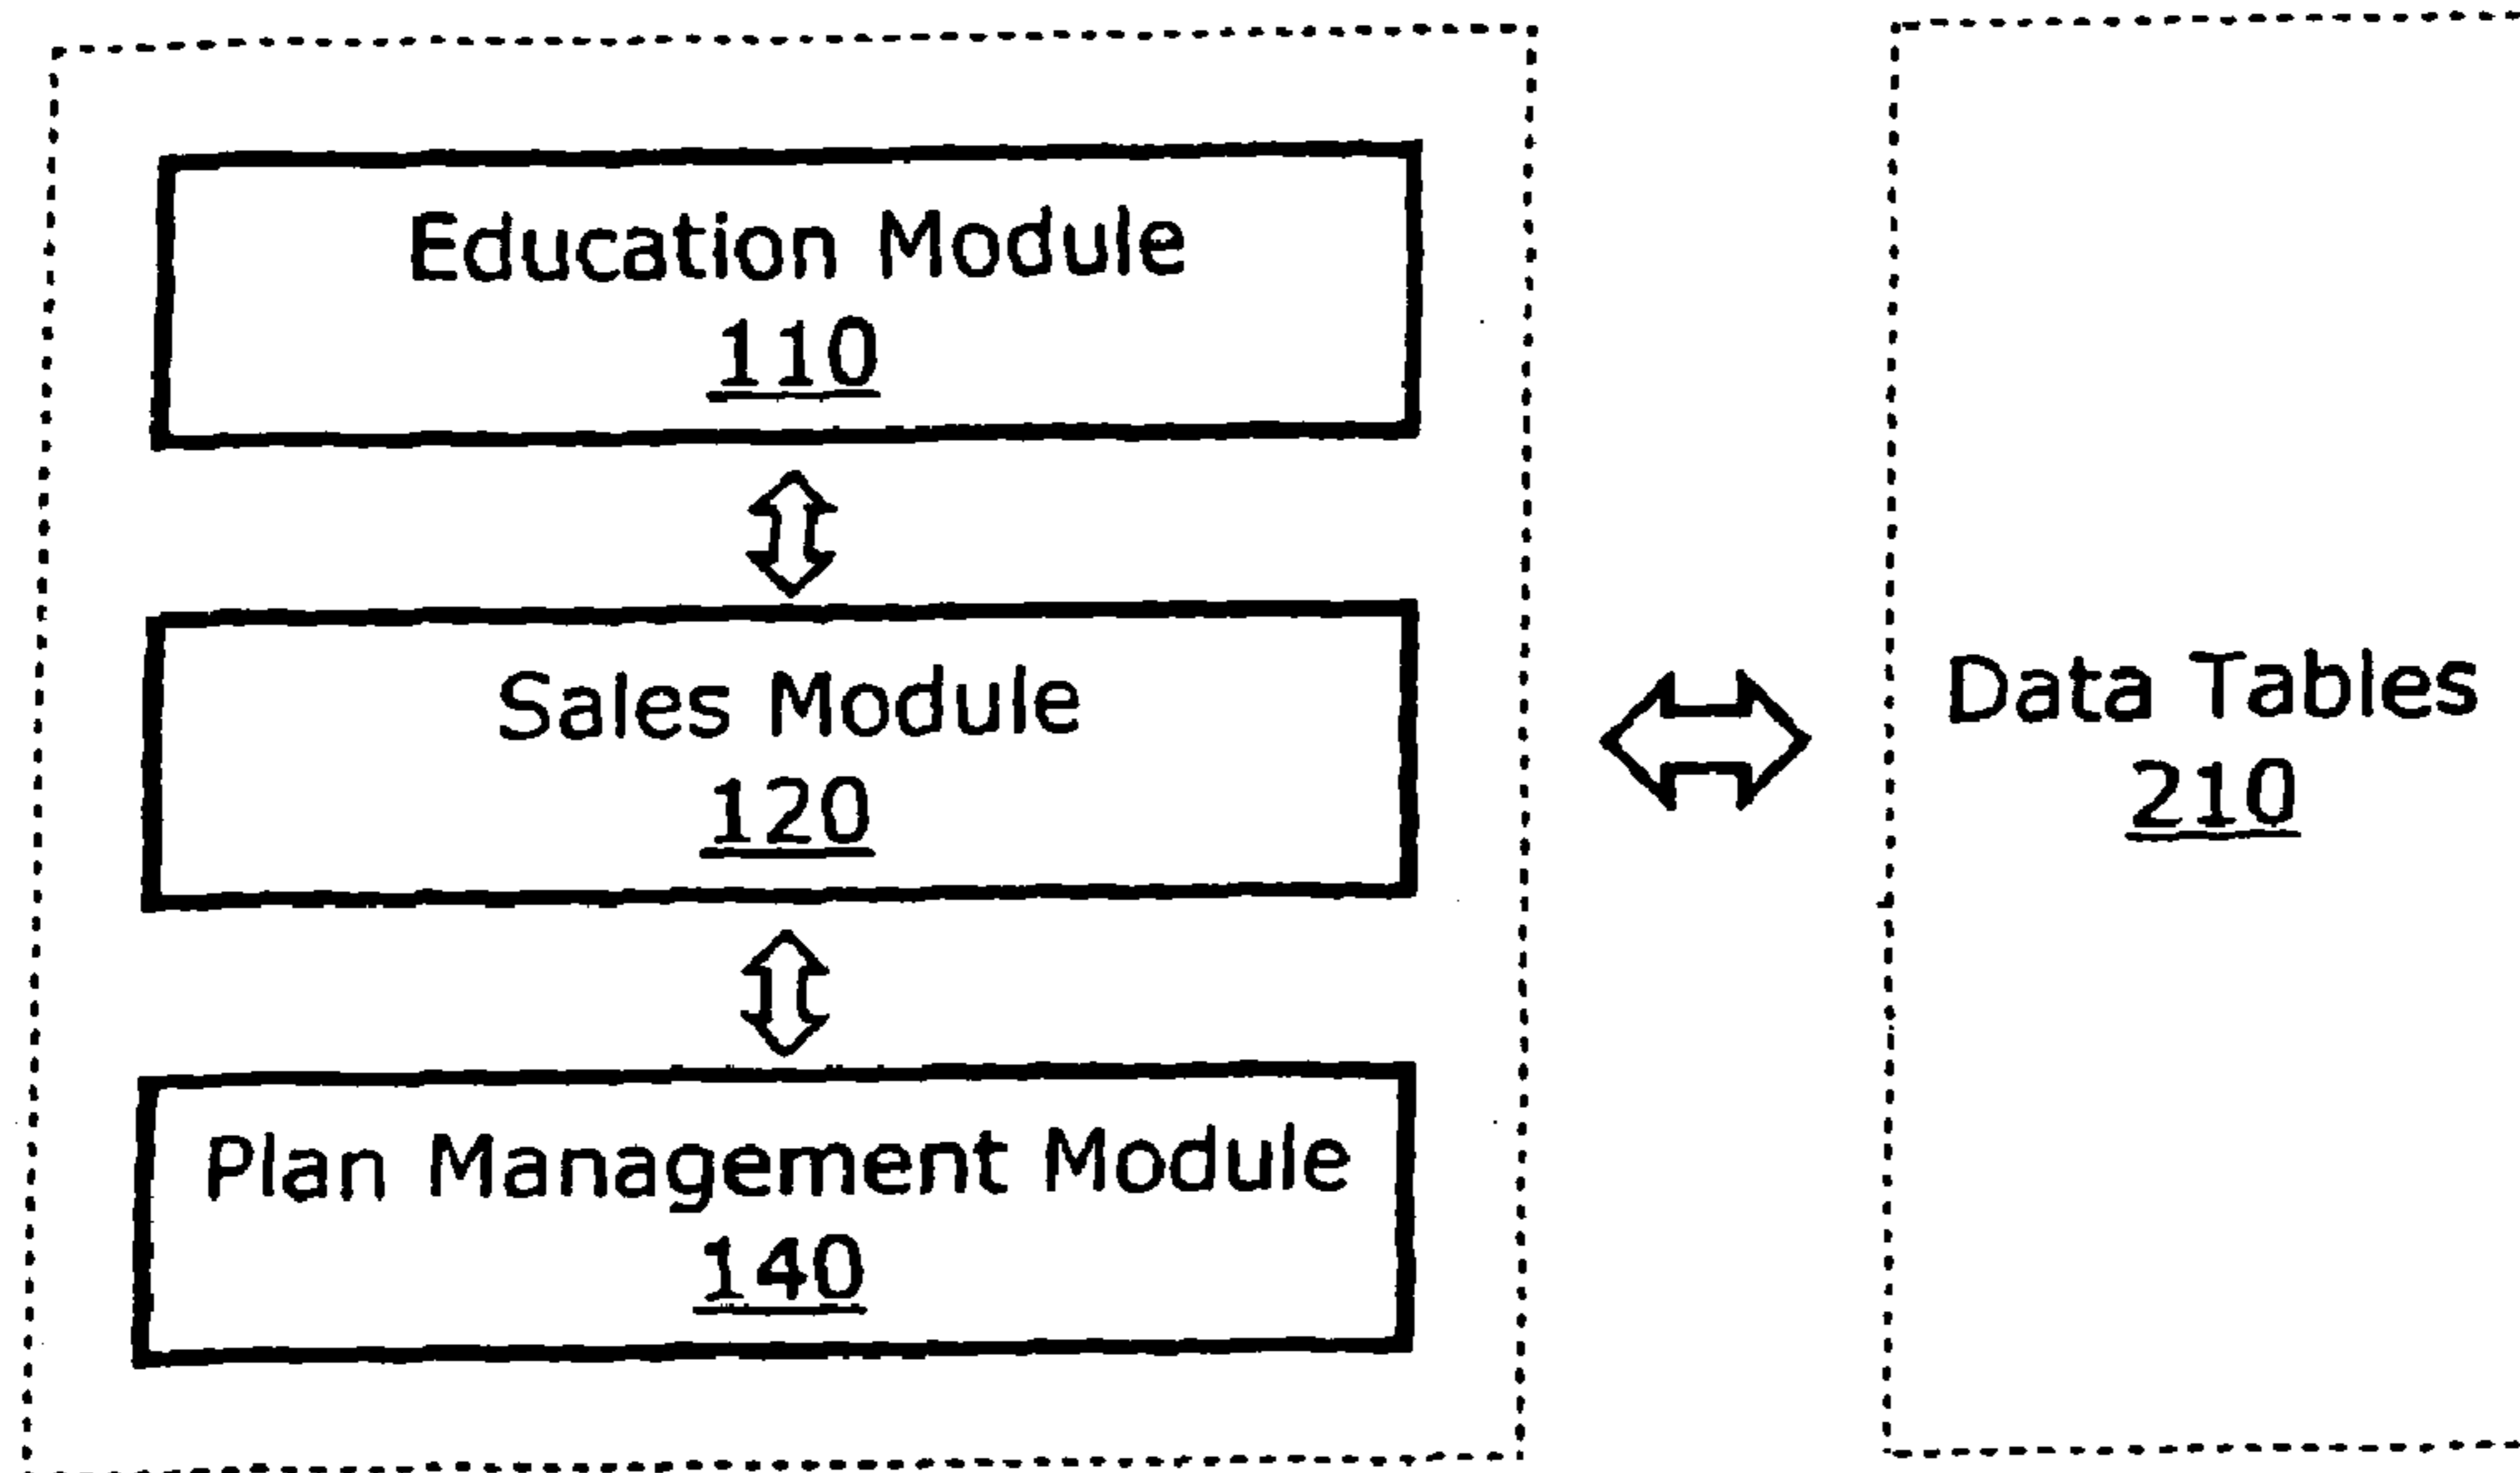 Education Module
110
Sales Module
120
Plan Management Module
140
Data Tables
210